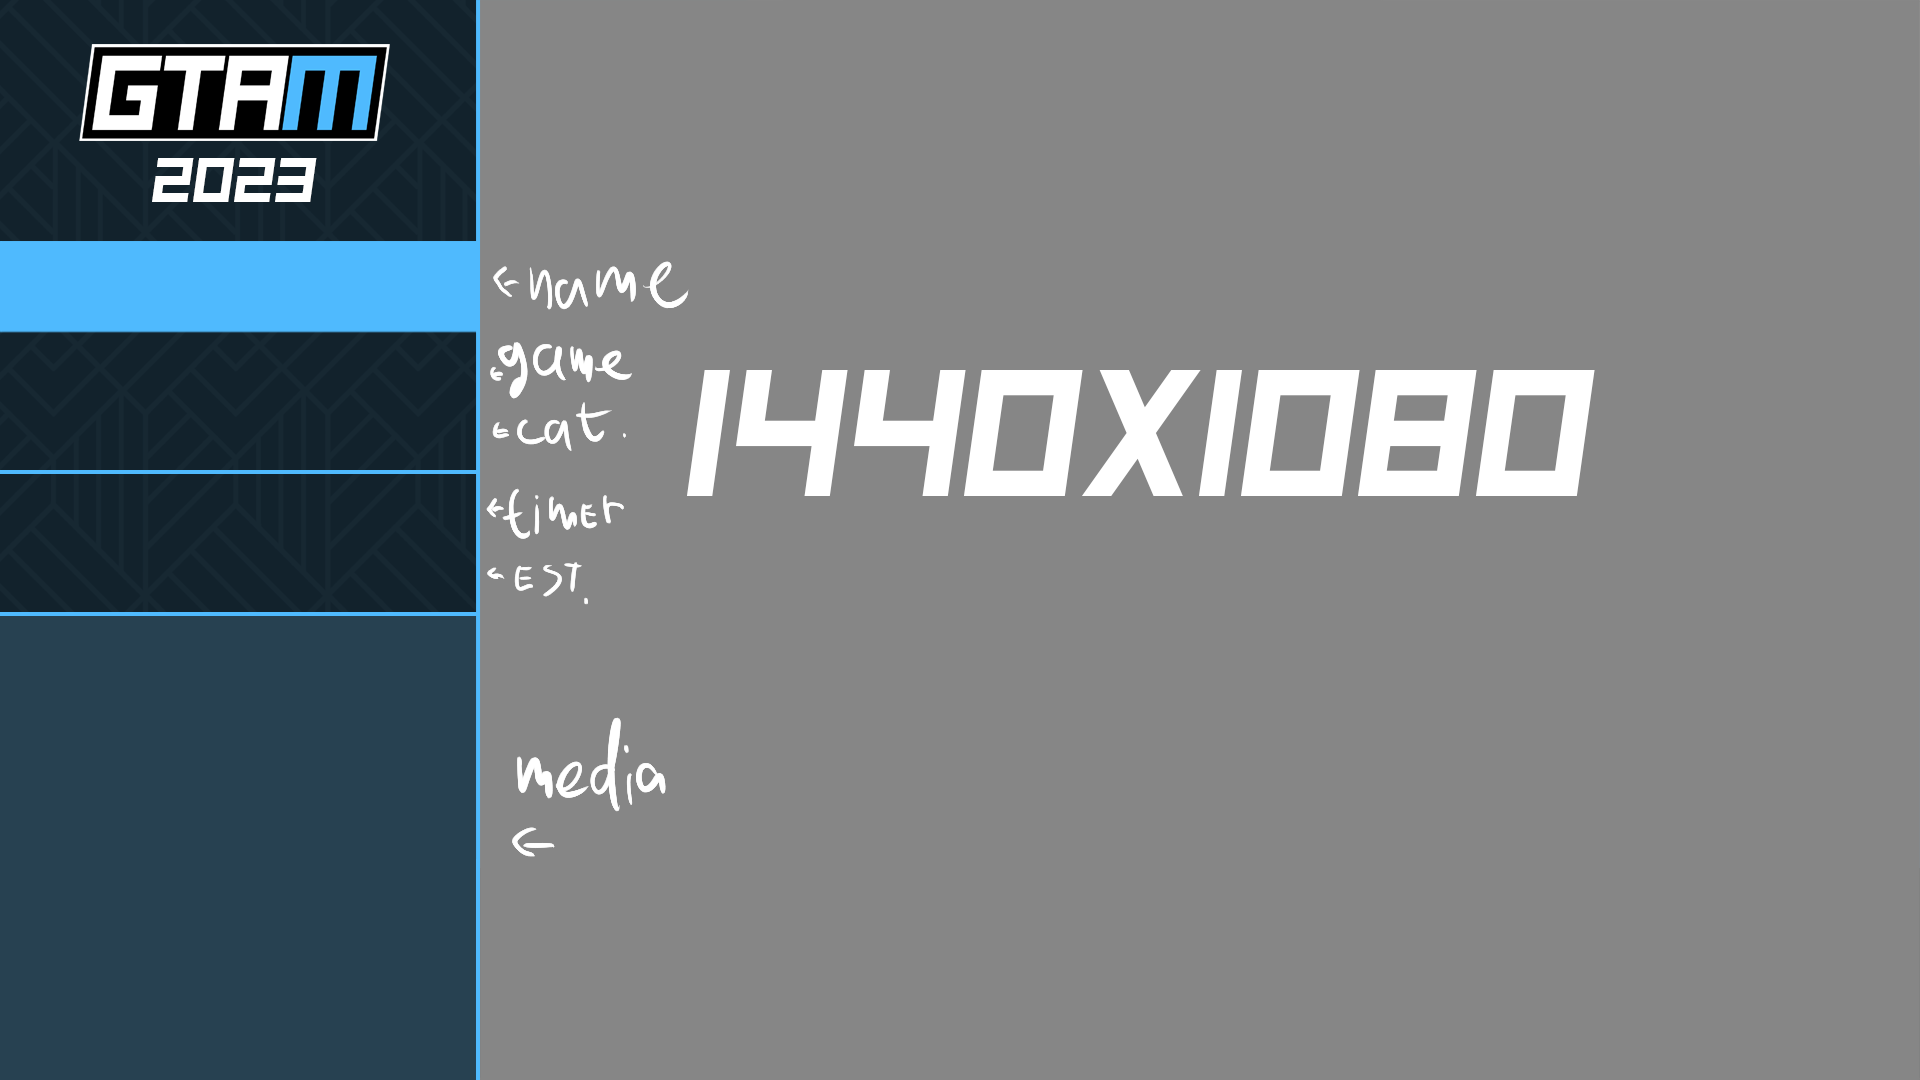 GTAM
2023
←name
←game
←cat.
1440X1080
←timer
←EST.
media
←